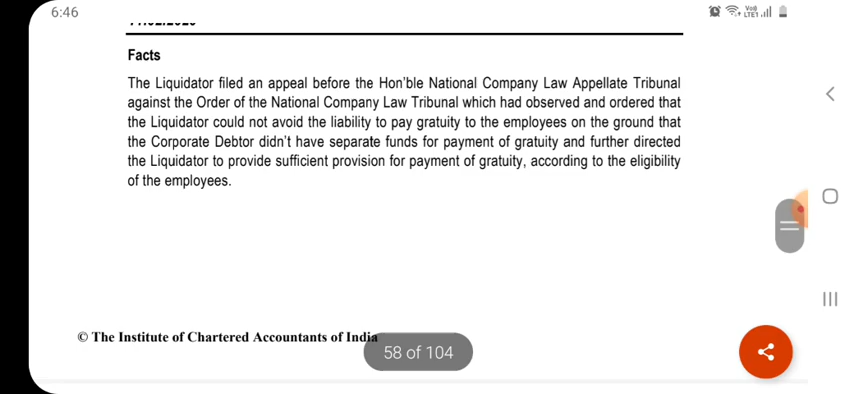 6:46
Vo))
LTE1
Facts
The Liquidator filed an appeal before the Hon'ble National Company Law Appellate Tribunal
against the Order of the National Company Law Tribunal which had observed and ordered that
the Liquidator could not avoid the liability to pay gratuity to the employees on the ground that
the Corporate Debtor didn't have separate funds for payment of gratuity and further directed
the Liquidator to provide sufficient provision for payment of gratuity, according to the eligibility
of the employees.
© The Institute of Chartered Accountants of India
58 of 104